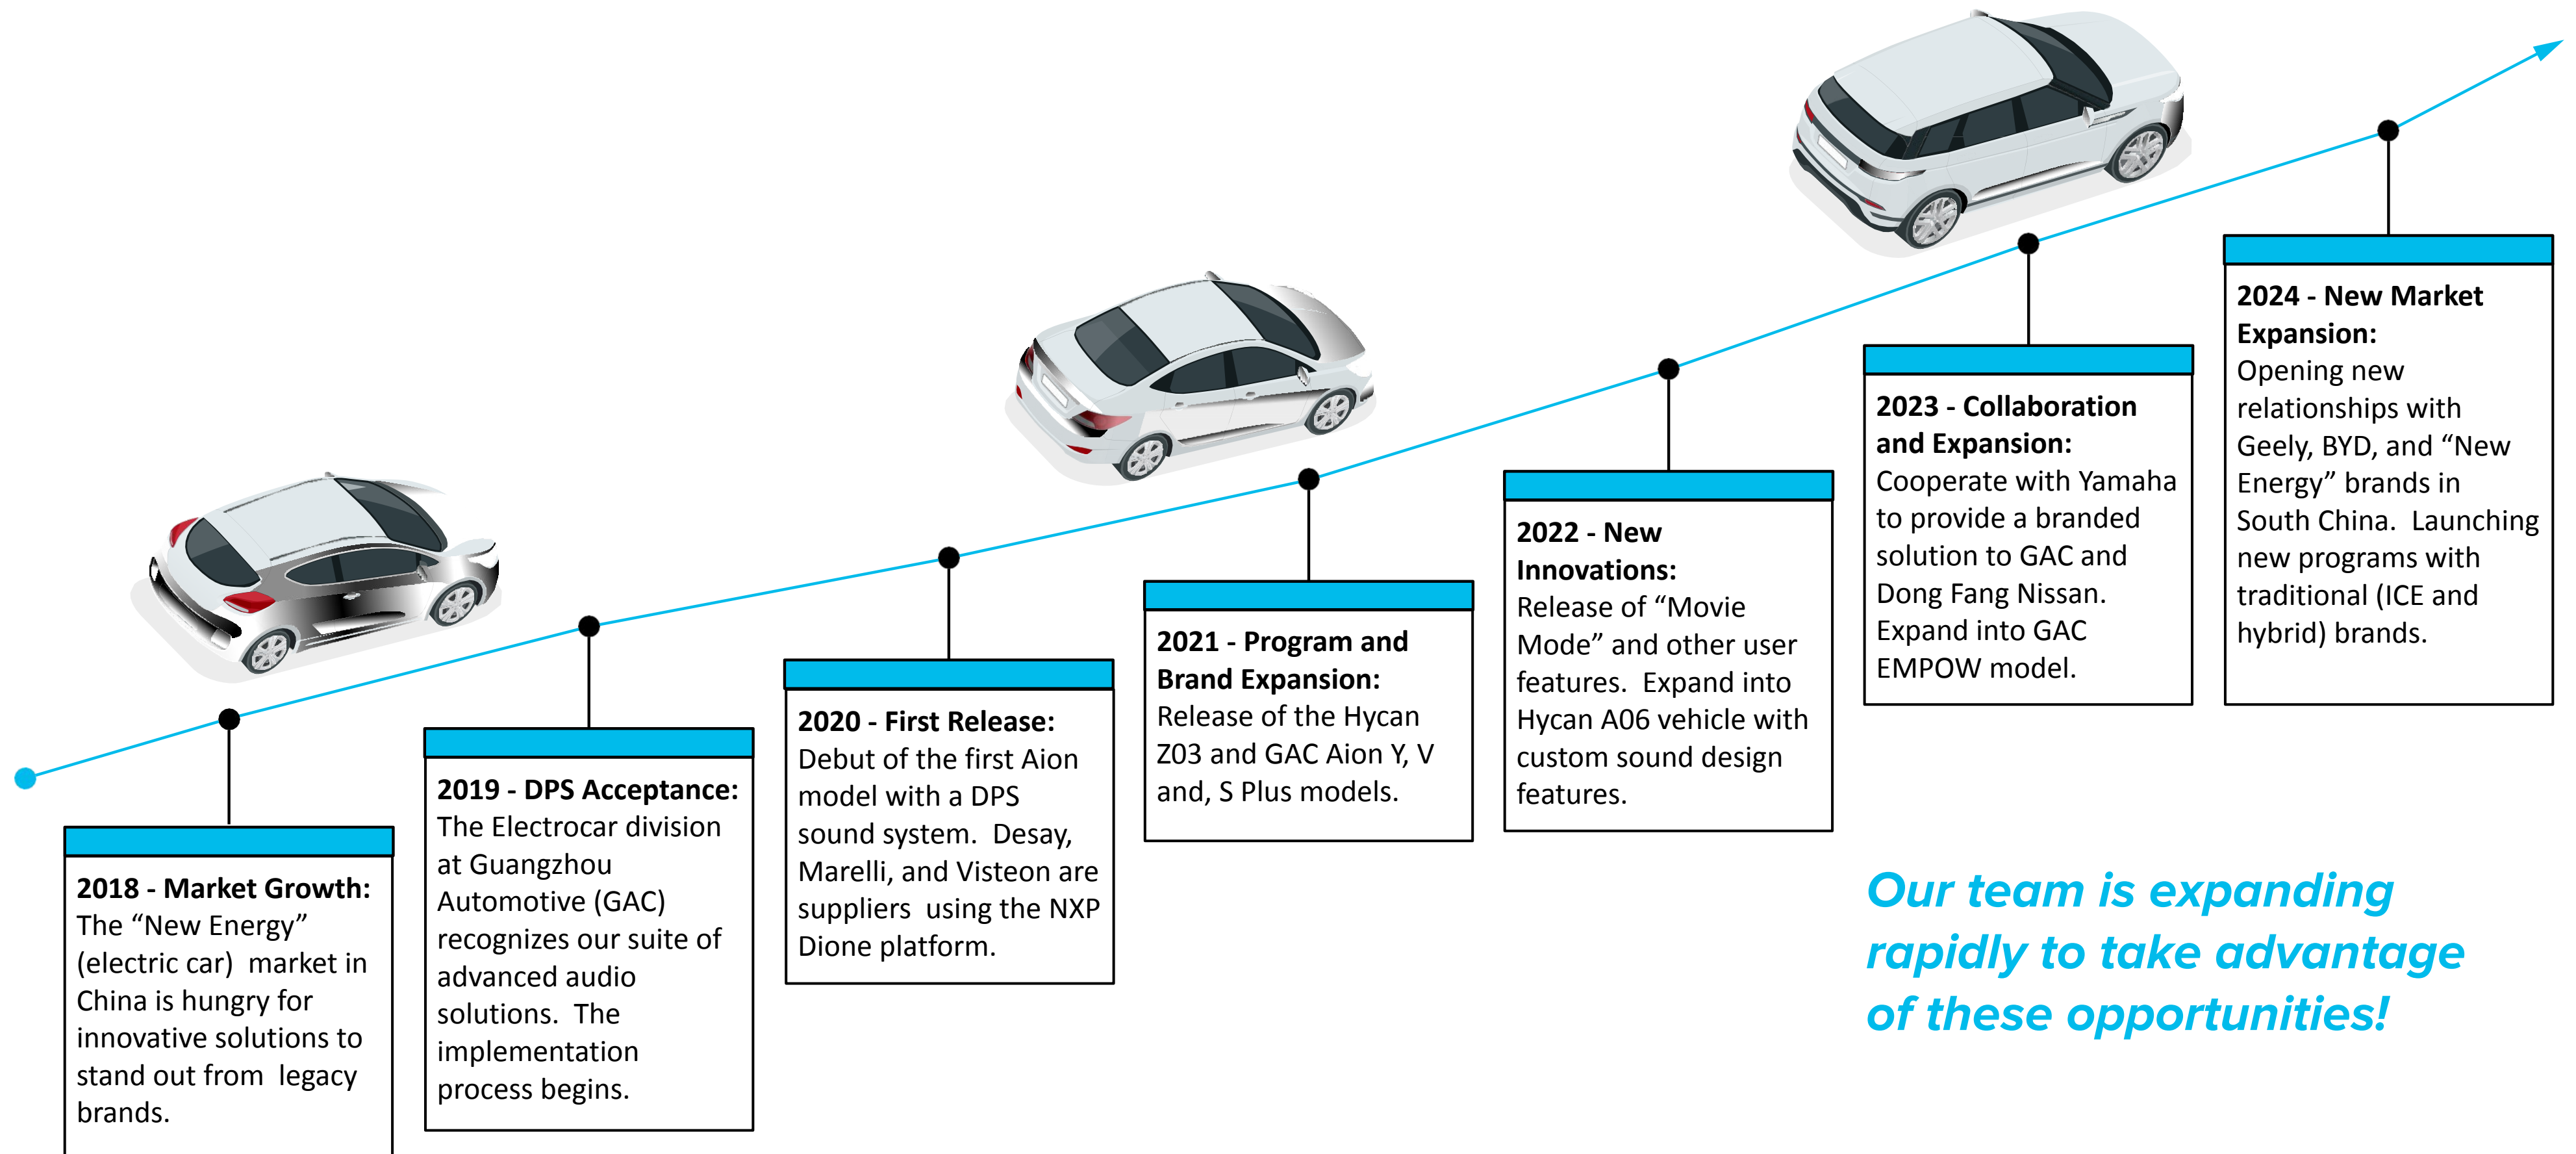 2018 - Market Growth:
The “New Energy”
(electric car)  market in
China is hungry for
innovative solutions to
stand out from  legacy
brands.
2019 - DPS Acceptance:
The Electrocar division
at Guangzhou
Automotive (GAC)
recognizes our suite of
advanced audio
solutions.  The
implementation
process begins.
2020 - First Release:
Debut of the first Aion
model with a DPS
sound system.  Desay,
Marelli, and Visteon are
suppliers  using the NXP
Dione platform.
2021 - Program and
Brand Expansion:
Release of the Hycan
Z03 and GAC Aion Y, V
and, S Plus models.
2022 - New
Innovations:
Release of “Movie
Mode” and other user
features.  Expand into
Hycan A06 vehicle with
custom sound design
features.
2023 - Collaboration
and Expansion:
Cooperate with Yamaha
to provide a branded
solution to GAC and
Dong Fang Nissan.
Expand into GAC
EMPOW model.
2024 - New Market
Expansion:
Opening new
relationships with
Geely, BYD, and “New
Energy” brands in
South China.  Launching
new programs with
traditional (ICE and
hybrid) brands.
Our team is expanding
rapidly to take advantage
of these opportunities!